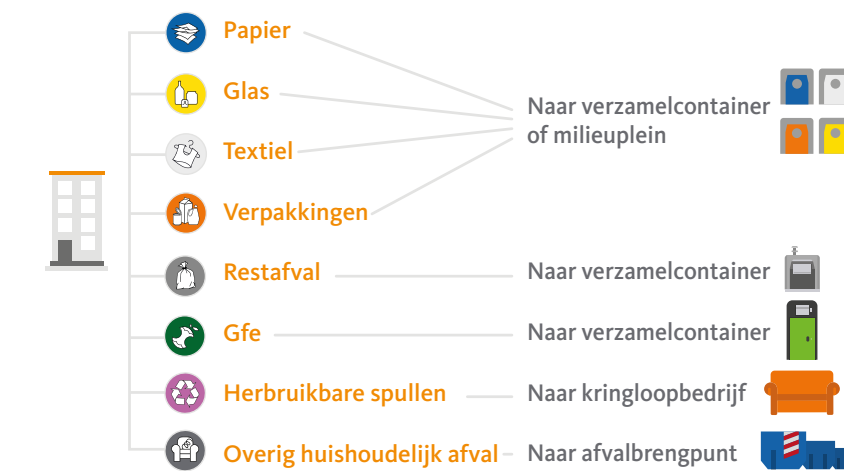 Papier
Glas
Textiel
Verpakkingen
Naar verzamelcontainer
of milieuplein
Restafval
Naar verzamelcontainer
Gfe
Naar verzamelcontainer
Herbruikbare spullen
Naar kringloopbedrijf
Overig huishoudelijk afval
Naar afvalbrengpunt